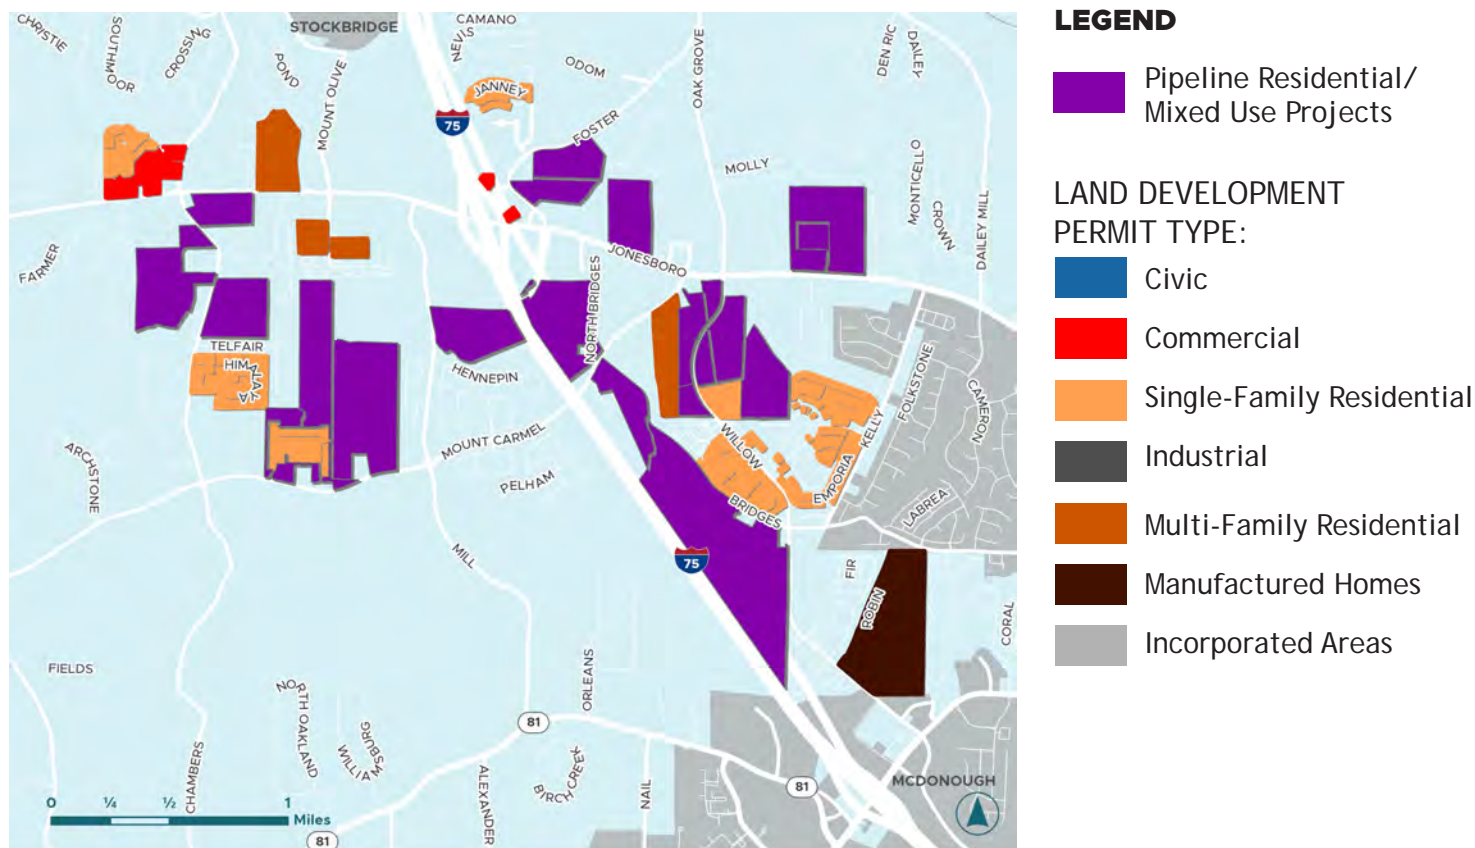 CHRISTIE
SOUTHMOOR
CROSSING
POND
STOCKBRIDGE
MOUNT OLIVE
CAMANO
NEVIS
ODOM
JANNEY
OAK GROVE
DEN RIC
DAILEY
75
FOSTER
MOLLY
MONTICELLO
CROWN
DAILEY MILL
FARMER
JONESBORO
NORTH BRIDGES
TELFAIR
HIMALAYA
HENNEPIN
FOLKSTONE
CAMERON
KELLY
MOUNT CARMEL
WILLOW
ARCHSTONE
PELHAM
EMPORIA
BRIDGES
LABREA
MILL
75
FIR
ROBIN
CORAL
FIELDS
NORTH OAKLAND
WILLIAMSBURG
ORLEANS
81
CHAMBERS
ALEXANDER
BIRCH CREEK
NAIL
81
MCDONOUGH
0 ¼ ½ 1
Miles
81
LEGEND
Pipeline Residential/
Mixed Use Projects
LAND DEVELOPMENT
PERMIT TYPE:
Civic
Commercial
Single-Family Residential
Industrial
Multi-Family Residential
Manufactured Homes
Incorporated Areas